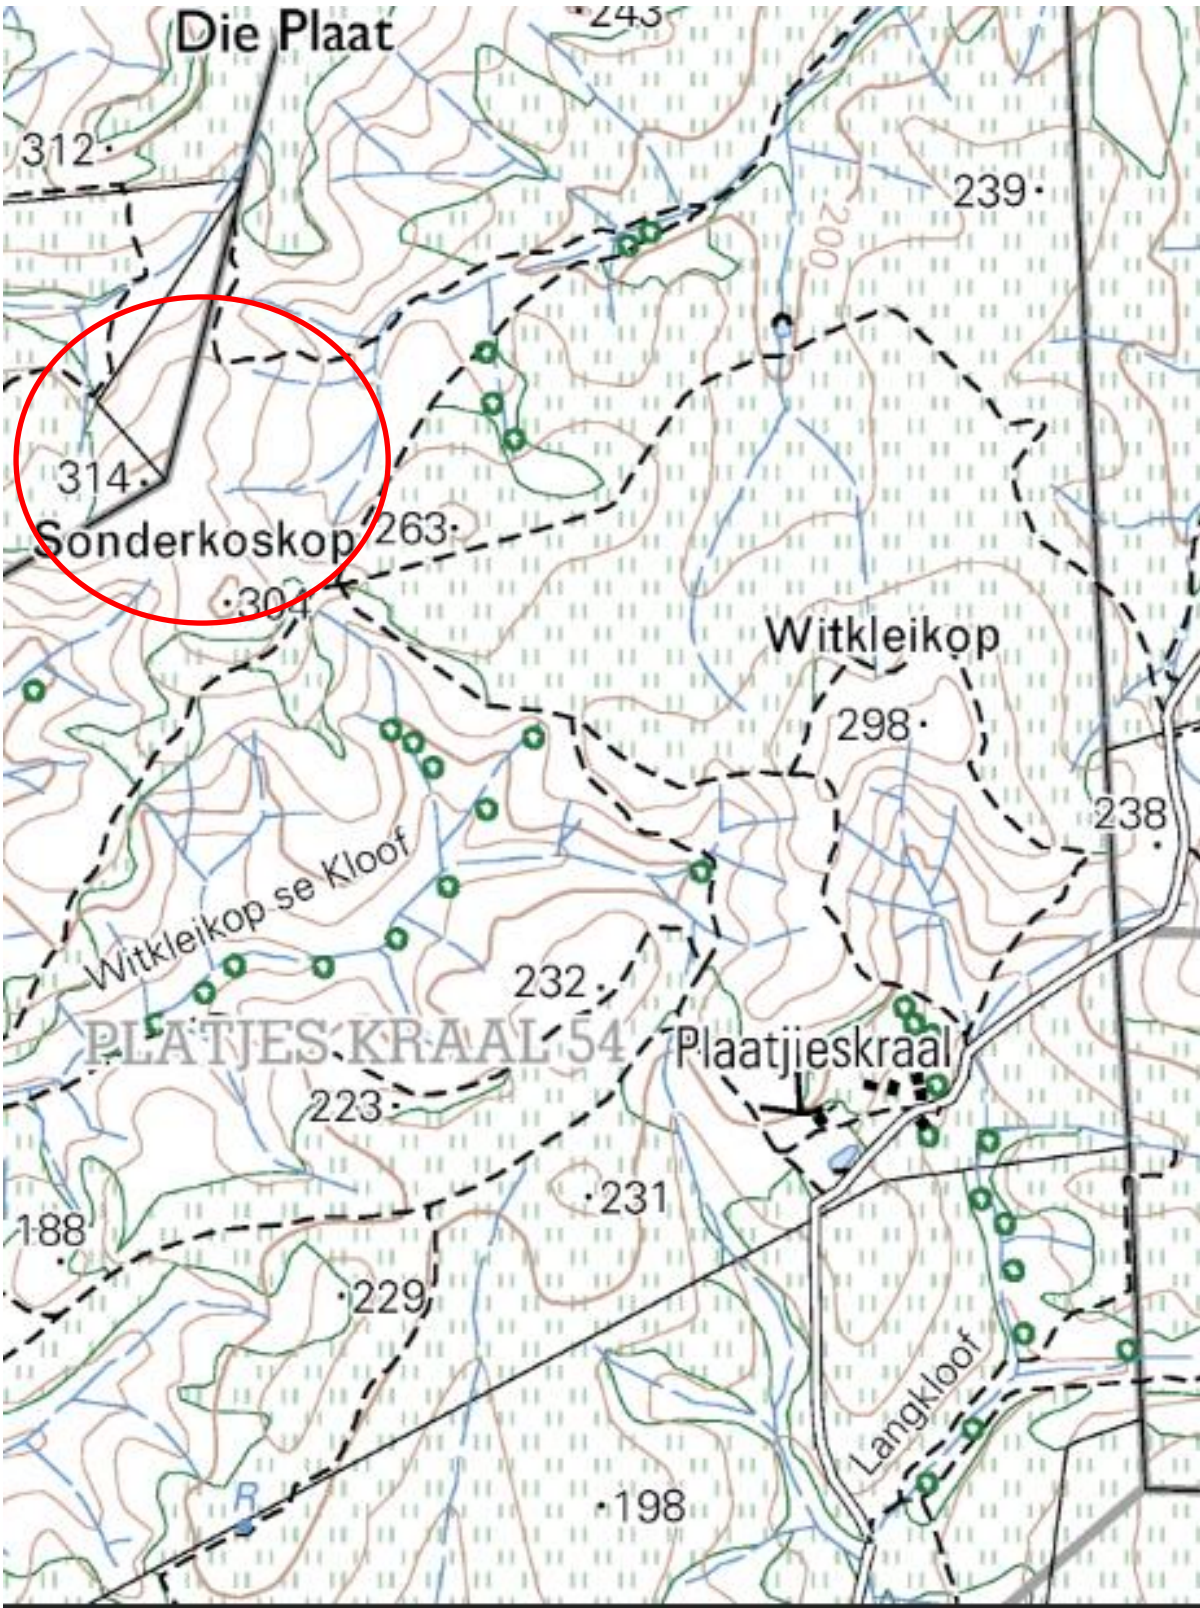 Die Plaat
243
312
239
200
314
Sonderkoskop
263
304
Witkleikop
298
238
Witkleikop se Kloof
232
PLATJES KRAAL 54
Plaatjieskraal
223
231
188
229
Langkloof
R
198